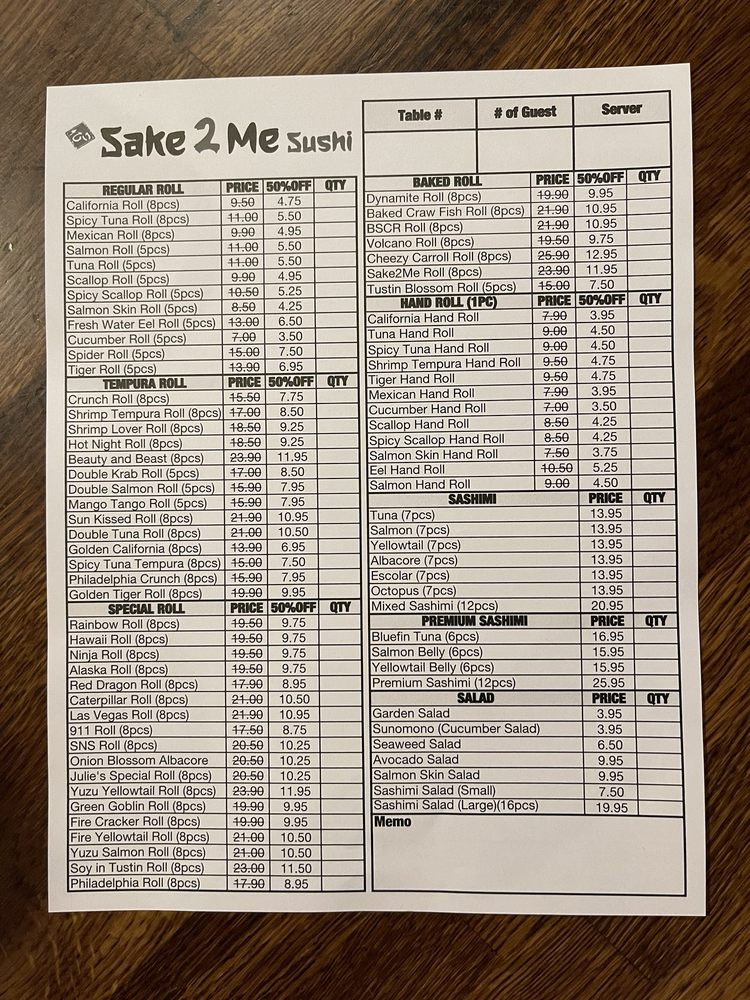 Sake 2 Me Sushi
Table # # of Guest Server
REGULAR ROLL PRICE 50%OFF QTY
California Roll (8pcs) 9.50 4.75
Spicy Tuna Roll (8pcs) 11.00 5.50
Mexican Roll (8pcs) 9.90 4.95
Salmon Roll (5pcs) 11.00 5.50
Tuna Roll (5pcs) 11.00 5.50
Scallop Roll (5pcs) 9.90 4.95
Spicy Scallop Roll (5pcs) 10.50 5.25
Salmon Skin Roll (5pcs) 8.50 4.25
Fresh Water Eel Roll (5pcs) 13.00 6.50
Cucumber Roll (5pcs) 7.00 3.50
Spider Roll (5pcs) 15.00 7.50
Tiger Roll (5pcs) 13.90 6.95
TEMPURA ROLL PRICE 50%OFF QTY
Crunch Roll (8pcs) 15.50 7.75
Shrimp Tempura Roll (8pcs) 17.00 8.50
Shrimp Lover Roll (8pcs) 18.50 9.25
Hot Night Roll (8pcs) 18.50 9.25
Beauty and Beast (8pcs) 23.90 11.95
Double Krab Roll (5pcs) 17.00 8.50
Double Salmon Roll (5pcs) 15.90 7.95
Mango Tango Roll (5pcs) 15.90 7.95
Sun Kissed Roll (8pcs) 21.90 10.95
Double Tuna Roll (8pcs) 21.00 10.50
Golden California (8pcs) 13.90 6.95
Spicy Tuna Tempura (8pcs) 15.00 7.50
Philadelphia Crunch (8pcs) 15.90 7.95
Golden Tiger Roll (8pcs) 19.90 9.95
SPECIAL ROLL PRICE 50%OFF QTY
Rainbow Roll (8pcs) 19.50 9.75
Hawaii Roll (8pcs) 19.50 9.75
Ninja Roll (8pcs) 19.50 9.75
Alaska Roll (8pcs) 19.50 9.75
Red Dragon Roll (8pcs) 17.90 8.95
Caterpillar Roll (8pcs) 21.00 10.50
Las Vegas Roll (8pcs) 21.90 10.95
911 Roll (8pcs) 17.50 8.75
SNS Roll (8pcs) 20.50 10.25
Onion Blossom Albacore 20.50 10.25
Julie's Special Roll (8pcs) 20.50 10.25
Yuzu Yellowtail Roll (8pcs) 23.90 11.95
Green Goblin Roll (8pcs) 19.90 9.95
Fire Cracker Roll (8pcs) 19.90 9.95
Fire Yellowtail Roll (8pcs) 21.00 10.50
Yuzu Salmon Roll (8pcs) 21.00 10.50
Soy in Tustin Roll (8pcs) 23.00 11.50
Philadelphia Roll (8pcs) 17.90 8.95
BAKED ROLL PRICE 50%OFF QTY
Dynamite Roll (8pcs) 19.90 9.95
Baked Craw Fish Roll (8pcs) 21.90 10.95
BSCR Roll (8pcs) 21.90 10.95
Volcano Roll (8pcs) 19.50 9.75
Cheezy Carroll Roll (8pcs) 25.90 12.95
Sake2Me Roll (8pcs) 23.90 11.95
Tustin Blossom Roll (5pcs) 15.00 7.50
HAND ROLL (1PC) PRICE 50%OFF QTY
California Hand Roll 7.90 3.95
Tuna Hand Roll 9.00 4.50
Spicy Tuna Hand Roll 9.00 4.50
Shrimp Tempura Hand Roll 9.50 4.75
Tiger Hand Roll 9.50 4.75
Mexican Hand Roll 7.90 3.95
Cucumber Hand Roll 7.00 3.50
Scallop Hand Roll 8.50 4.25
Spicy Scallop Hand Roll 8.50 4.25
Salmon Skin Hand Roll 7.50 3.75
Eel Hand Roll 10.50 5.25
Salmon Hand Roll 9.00 4.50
SASHIMI PRICE QTY
Tuna (7pcs) 13.95
Salmon (7pcs) 13.95
Yellowtail (7pcs) 13.95
Albacore (7pcs) 13.95
Escolar (7pcs) 13.95
Octopus (7pcs) 13.95
Mixed Sashimi (12pcs) 20.95
PREMIUM SASHIMI PRICE QTY
Bluefin Tuna (6pcs) 16.95
Salmon Belly (6pcs) 15.95
Yellowtail Belly (6pcs) 15.95
Premium Sashimi (12pcs) 25.95
SALAD PRICE QTY
Garden Salad 3.95
Sunomono (Cucumber Salad) 3.95
Seaweed Salad 6.50
Avocado Salad 9.95
Salmon Skin Salad 9.95
Sashimi Salad (Small) 7.50
Sashimi Salad (Large)(16pcs) 19.95
Memo